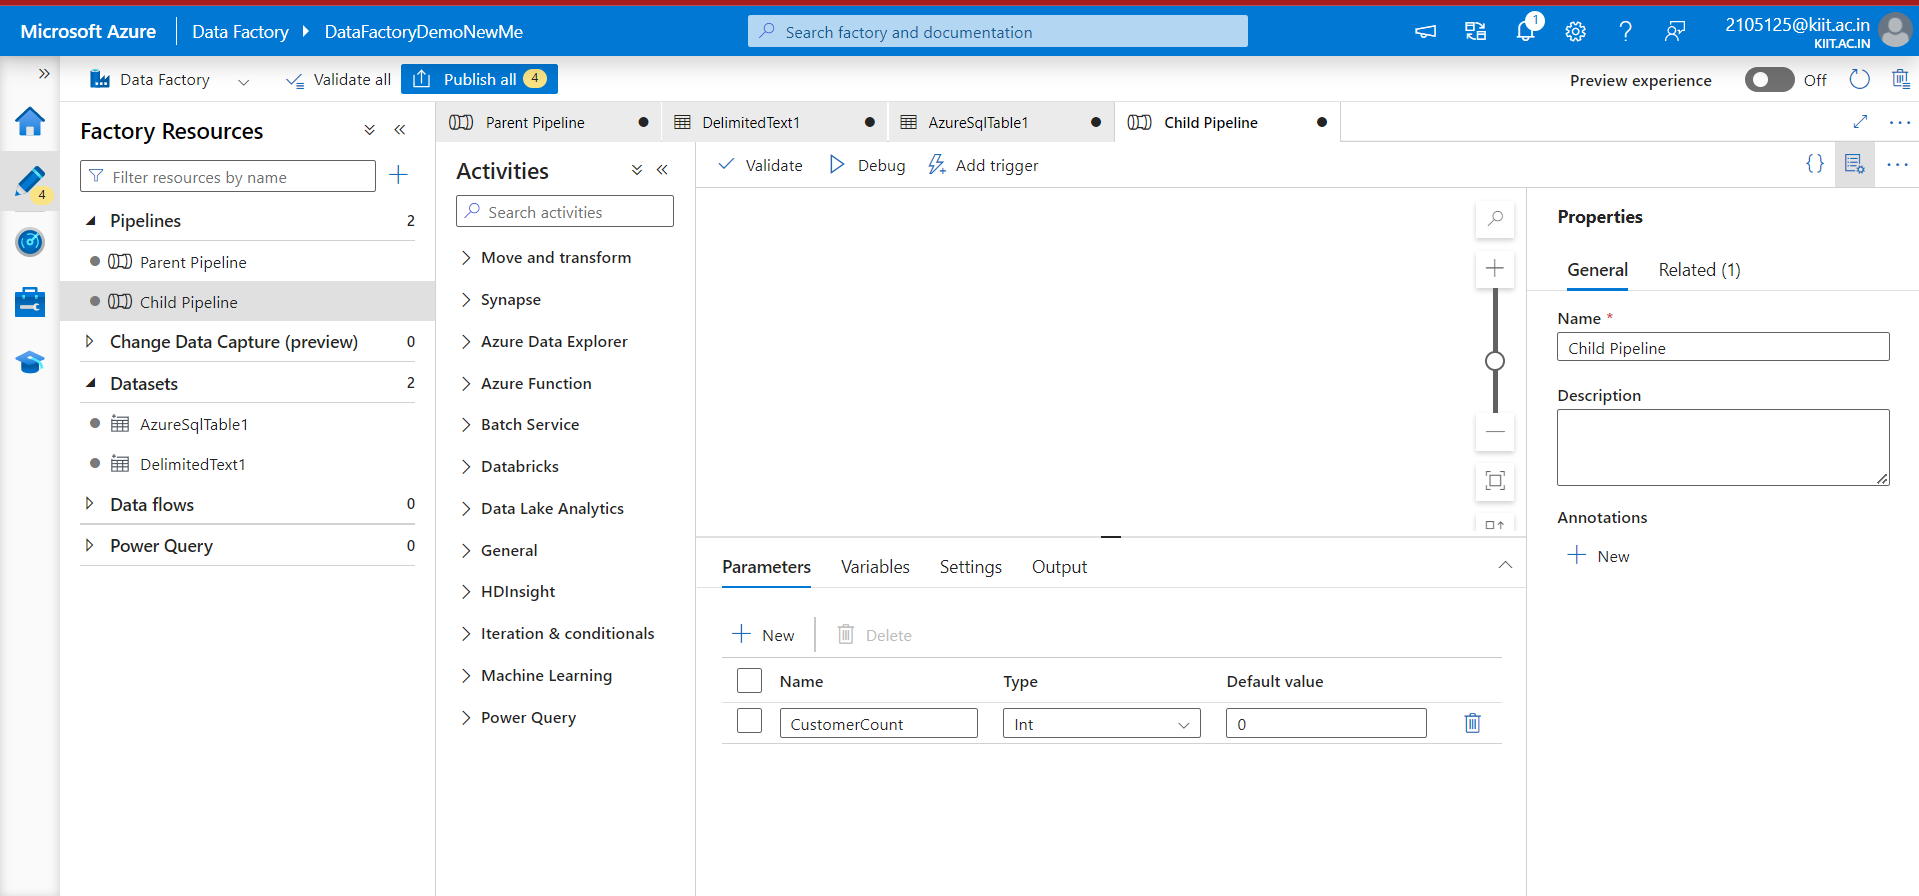 Microsoft Azure
Data Factory
DataFactoryDemoNewMe
Search factory and documentation
1
2105125@kiit.ac.in
KIIT.AC.IN
Data Factory
Validate all
Publish all
4
Preview experience
Off
4
Factory Resources
Filter resources by name
Pipelines
2
Parent Pipeline
Child Pipeline
Change Data Capture (preview)
0
Datasets
2
AzureSqlTable1
DelimitedText1
Data flows
0
Power Query
0
Parent Pipeline
DelimitedText1
AzureSqlTable1
Child Pipeline
Activities
Search activities
Move and transform
Synapse
Azure Data Explorer
Azure Function
Batch Service
Databricks
Data Lake Analytics
General
HDInsight
Iteration & conditionals
Machine Learning
Power Query
Validate
Debug
Add trigger
Parameters
Variables
Settings
Output
New
Delete
Name
Type
Default value
CustomerCount
Int
0
Properties
General
Related (1)
Name *
Child Pipeline
Description
Annotations
New